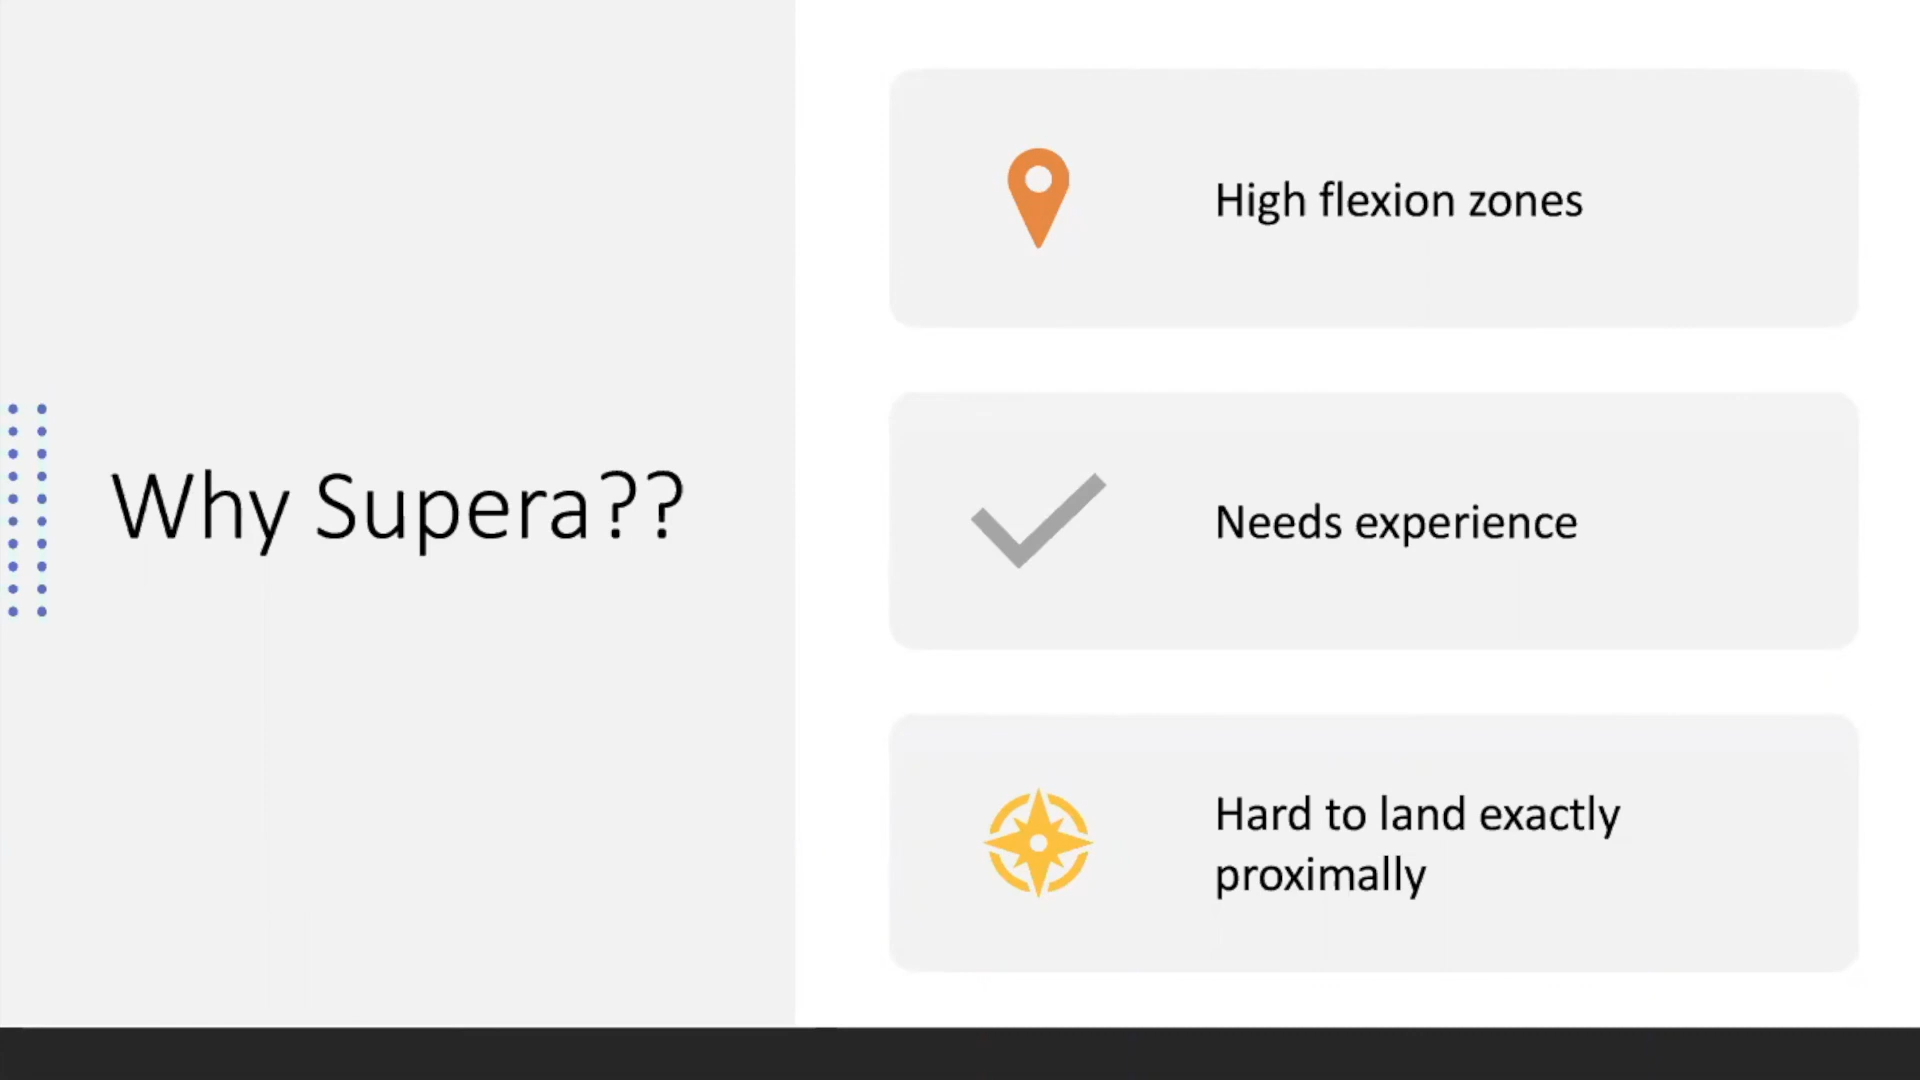 Why Supera??
High flexion zones
Needs experience
Hard to land exactly
proximally